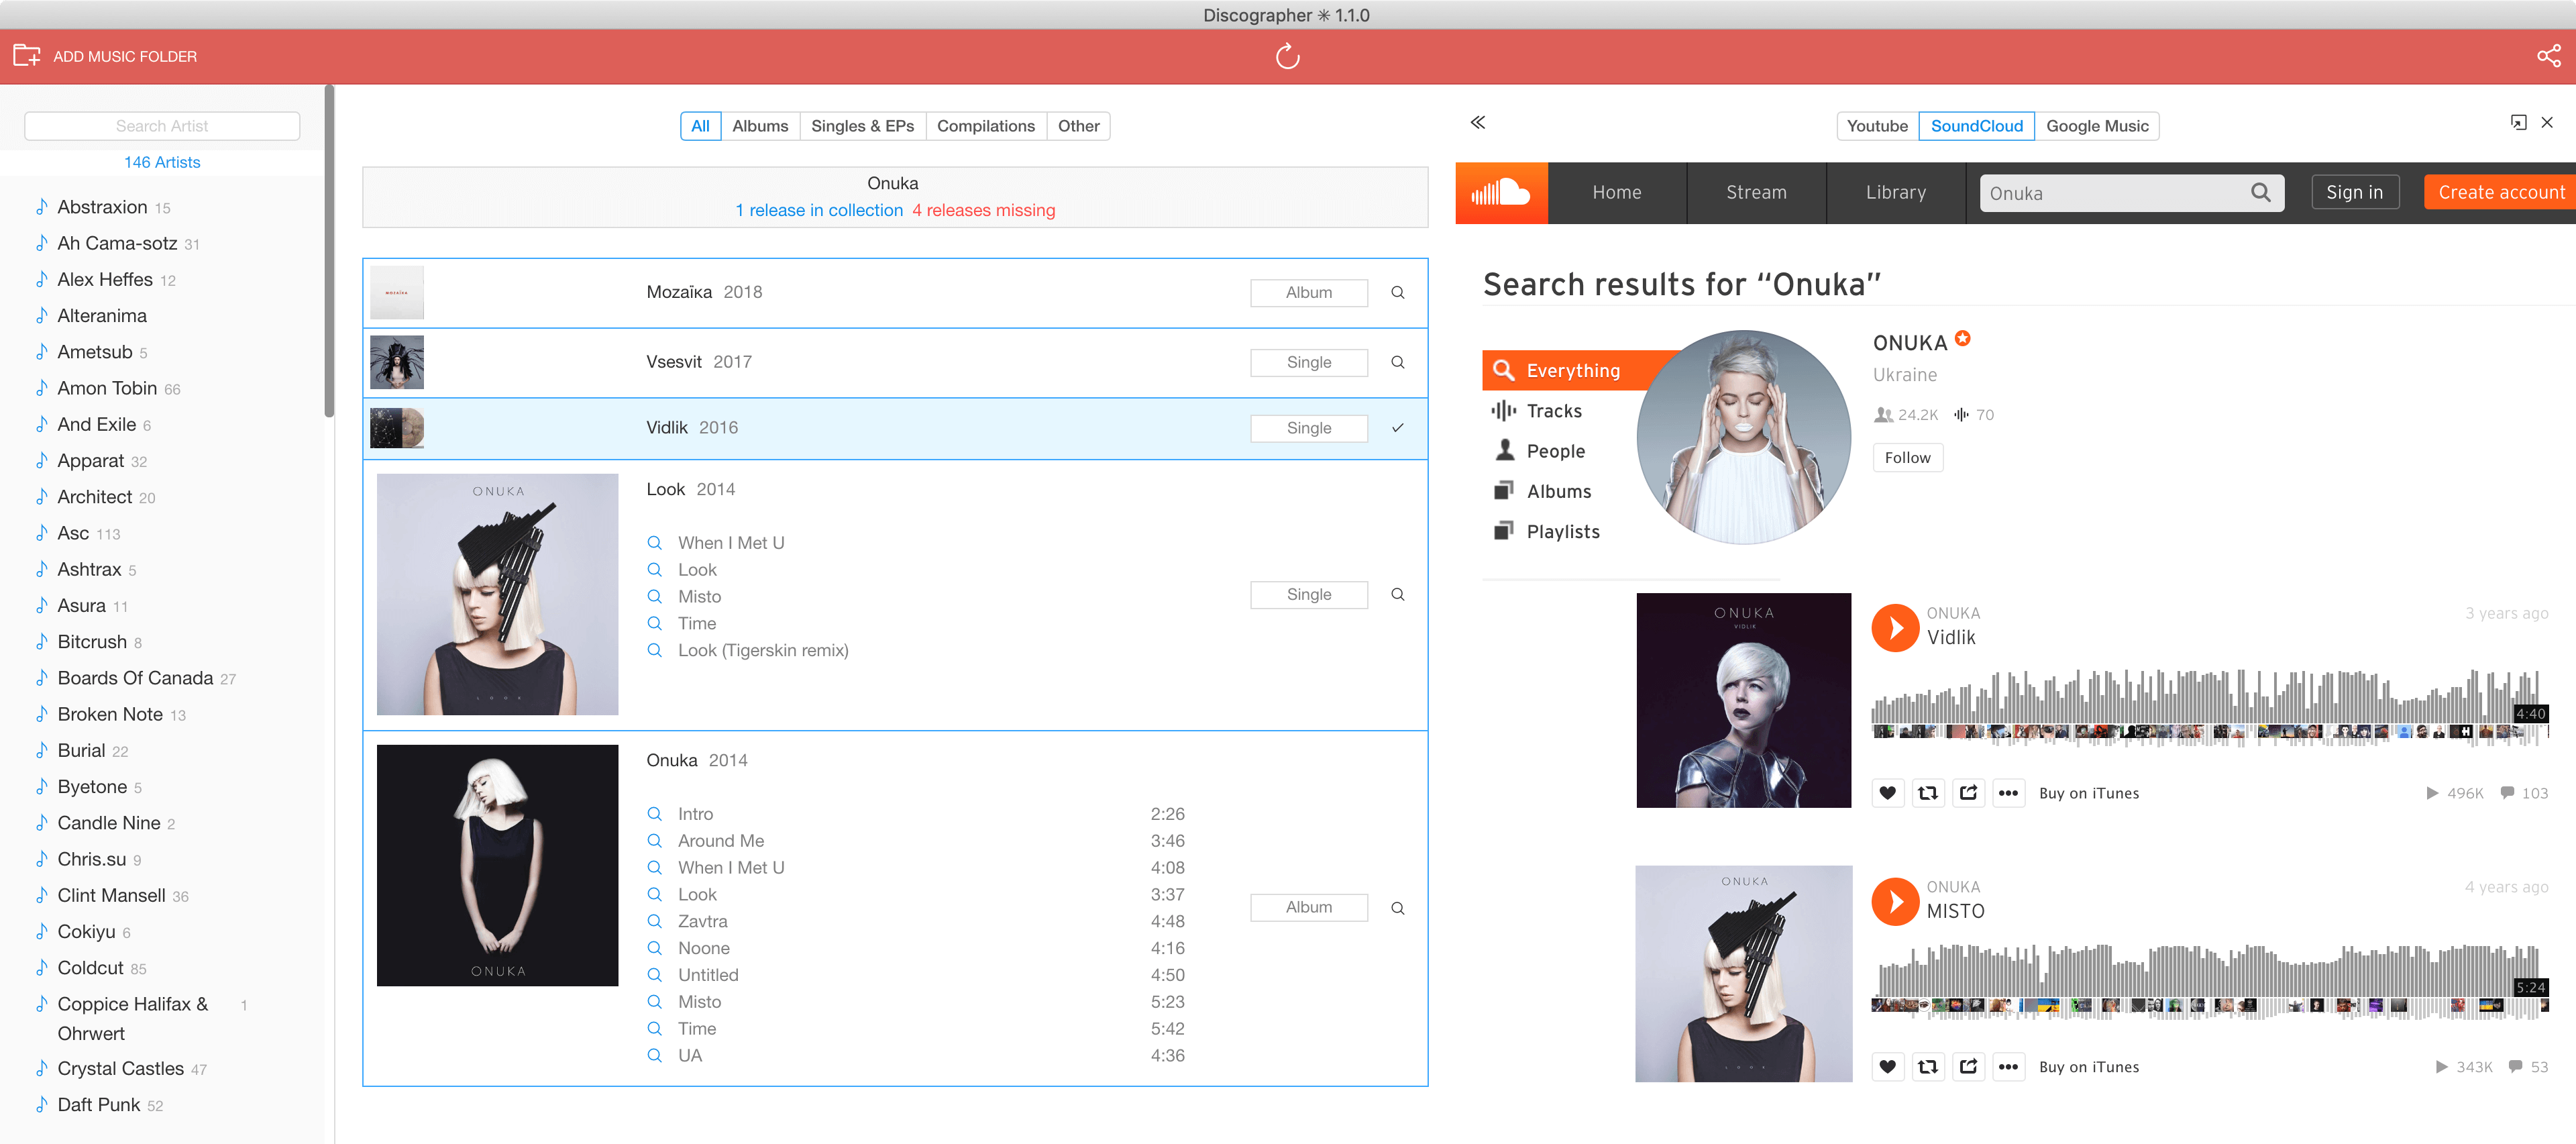 Discographer ✳ 1.1.0
ADD MUSIC FOLDER
Search Artist
146 Artists
Abstraxion 15
Ah Cama-sotz 31
Alex Heffes 12
Alteranima
Ametsub 5
Amon Tobin 66
And Exile 6
Apparat 32
Architect 20
Asc 113
Ashtrax 5
Asura 11
Bitcrush 8
Boards Of Canada 27
Broken Note 13
Burial 22
Byetone 5
Candle Nine 2
Chris.su 9
Clint Mansell 36
Cokiyu 6
Coldcut 85
Coppice Halifax & 1
Ohrwert
Crystal Castles 47
Daft Punk 52
All Albums Singles & EPs Compilations Other
Onuka
1 release in collection 4 releases missing
MOZAЇKA
Mozaїка 2018 Album
Vsesvit 2017 Single
Vidlik 2016 Single
ONUKA
LOOK
Look 2014
When I Met U
Look
Misto
Time
Look (Tigerskin remix)
Single
ONUKA
Onuka 2014
Intro 2:26
Around Me 3:46
When I Met U 4:08
Look 3:37
Zavtra 4:48
Noone 4:16
Untitled 4:50
Misto 5:23
Time 5:42
UA 4:36
Album
Youtube SoundCloud Google Music
Home Stream Library Onuka Sign in Create account
Search results for “Onuka”
Everything
Tracks
People
Albums
Playlists
ONUKA
Ukraine
24.2K 70
Follow
ONUKA
VIDLIK
ONUKA 3 years ago
Vidlik
4:40
Buy on iTunes 496K 103
ONUKA
LOOK
ONUKA 4 years ago
MISTO
5:24
Buy on iTunes 343K 53